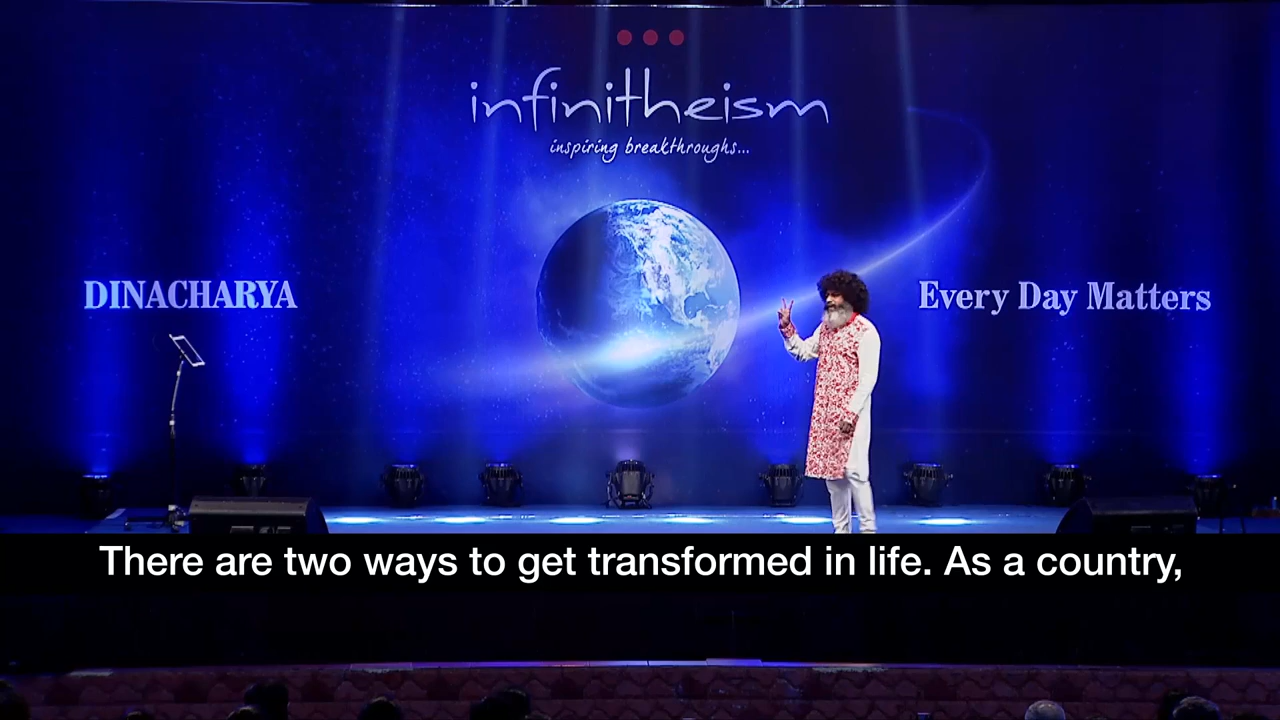 infinitheism
inspiring breakthroughs...
DINACHARYA
Every Day Matters
There are two ways to get transformed in life. As a country,